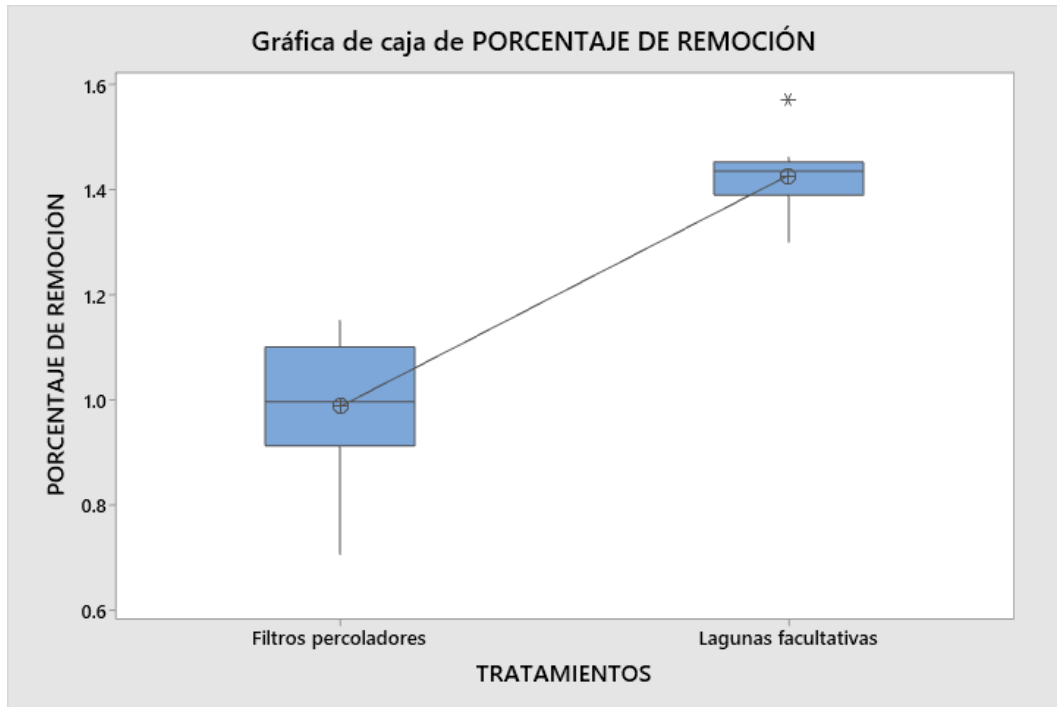 Gráfica de caja de PORCENTAJE DE REMOCIÓN
PORCENTAJE DE REMOCIÓN
1.6
1.4
1.2
1.0
0.8
0.6
Filtros percoladores
Lagunas facultativas
TRATAMIENTOS